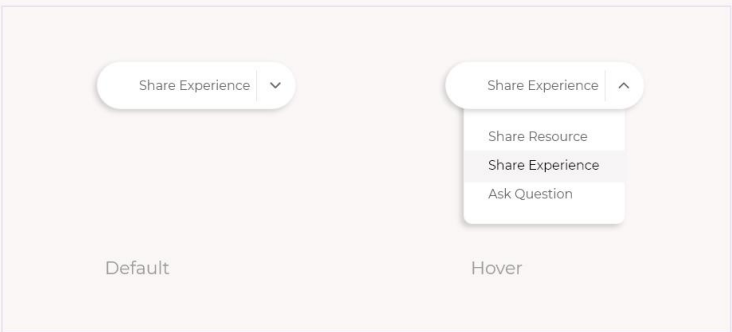 Share Experience
Share Experience
Share Resource
Share Experience
Ask Question
Default
Hover